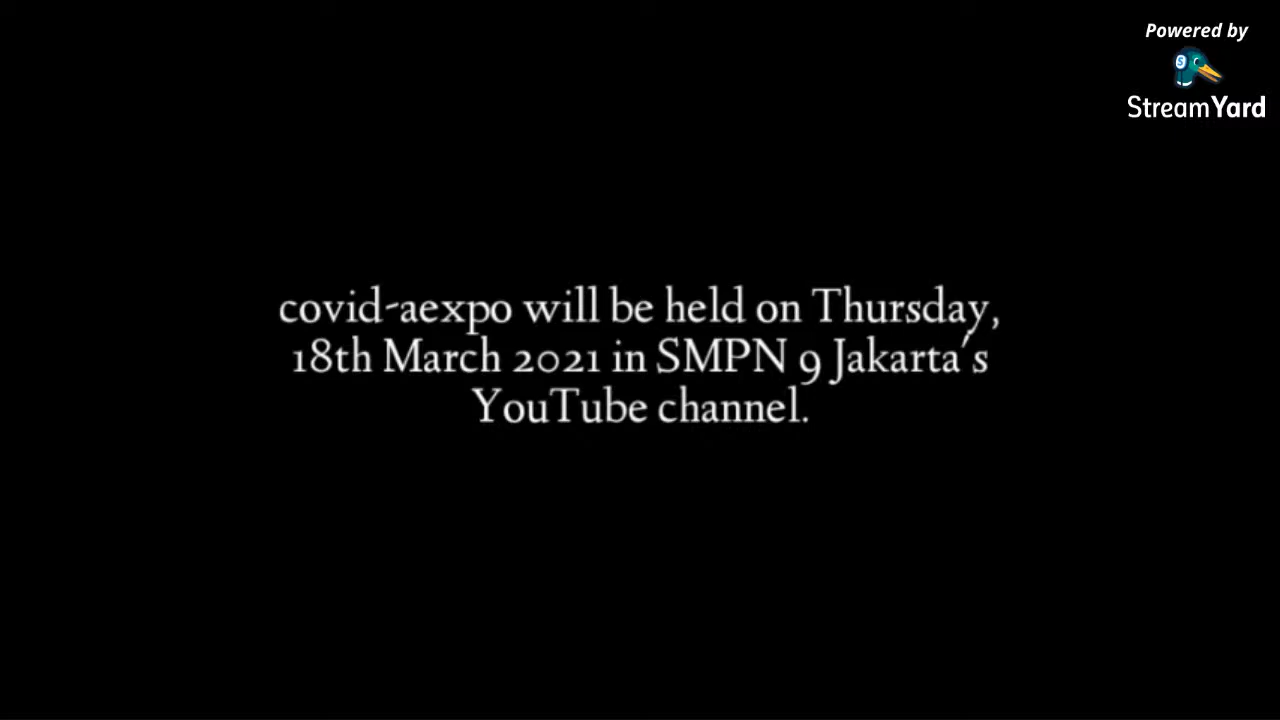 Powered by
StreamYard
covid-aexpo will be held on Thursday,
18th March 2021 in SMPN 9 Jakarta's
YouTube channel.